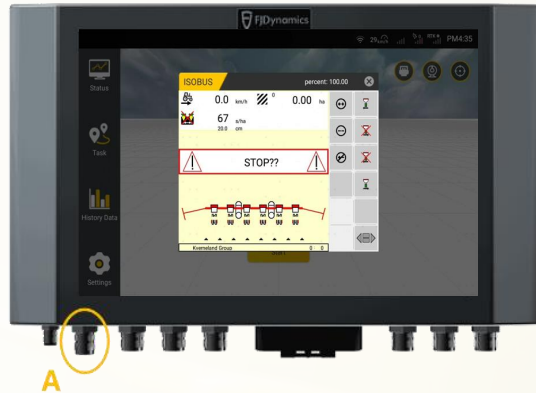 FJDynamics
PM4:35
ISOBUS percent: 100.00
0.0 km/h 0 0.00 ha
67 s/ha
20.0 cm
STOP??
Kverneland Group 0 0
Status
Task
History Data
Settings
A